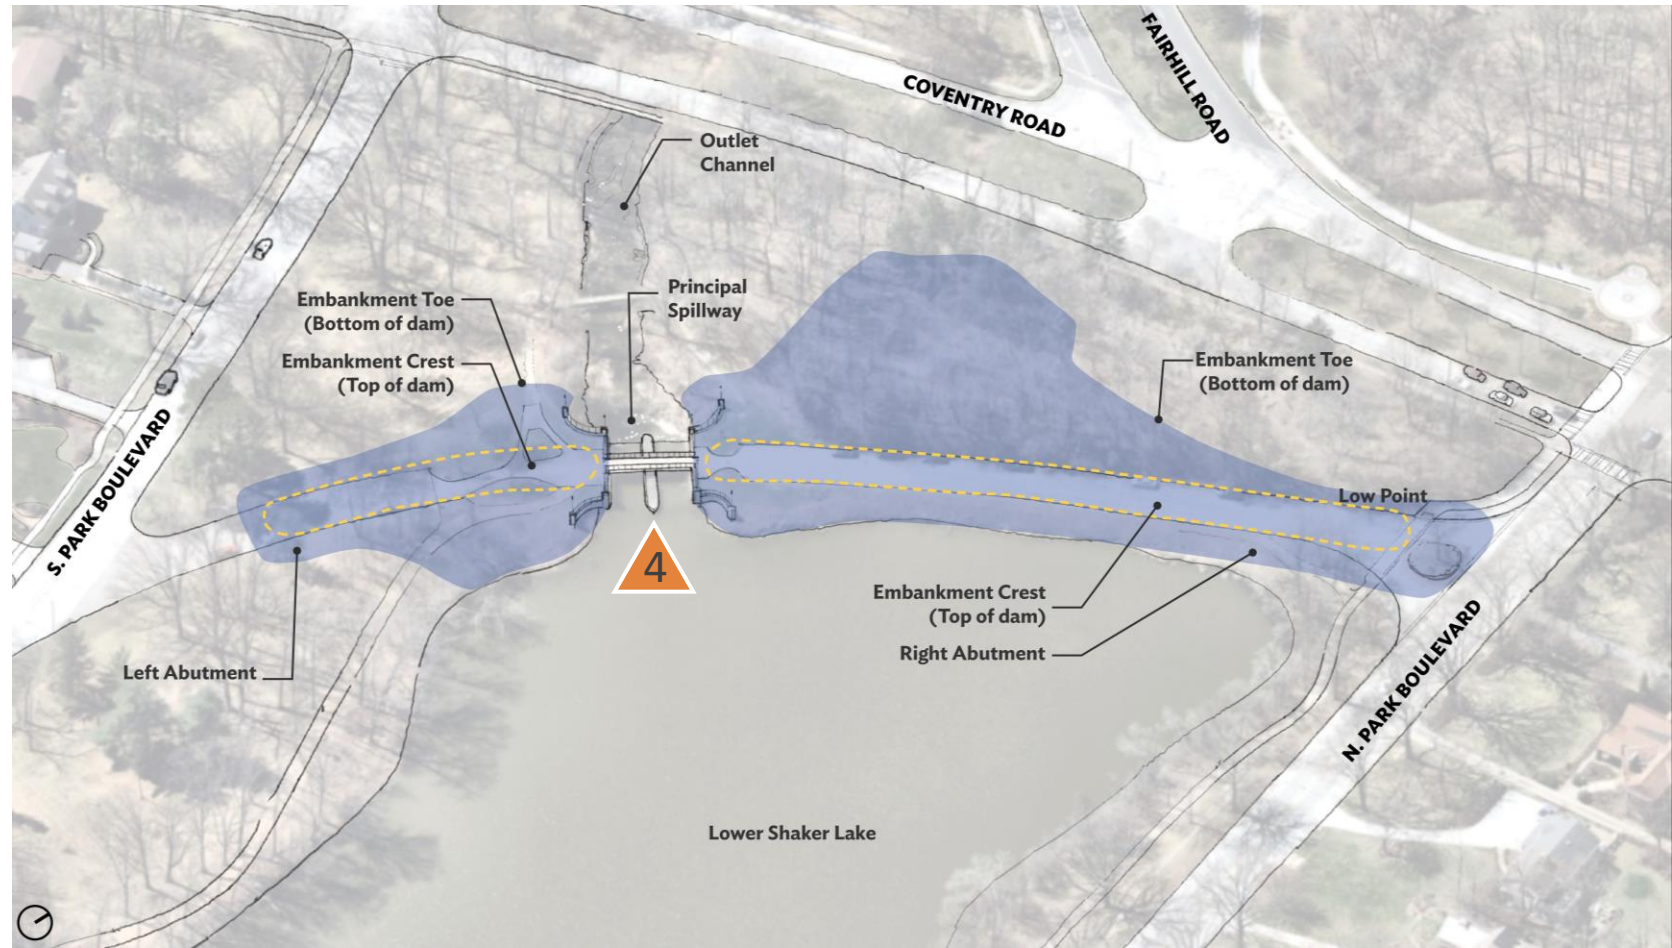 COVENTRY ROAD
FAIRHILL ROAD
Outlet
Channel
Principal
Spillway
Embankment Toe
(Bottom of dam)
Embankment Crest
(Top of dam)
Embankment Toe
(Bottom of dam)
S. PARK BOULEVARD
Low Point
4
Embankment Crest
(Top of dam)
Right Abutment
Left Abutment
N. PARK BOULEVARD
Lower Shaker Lake